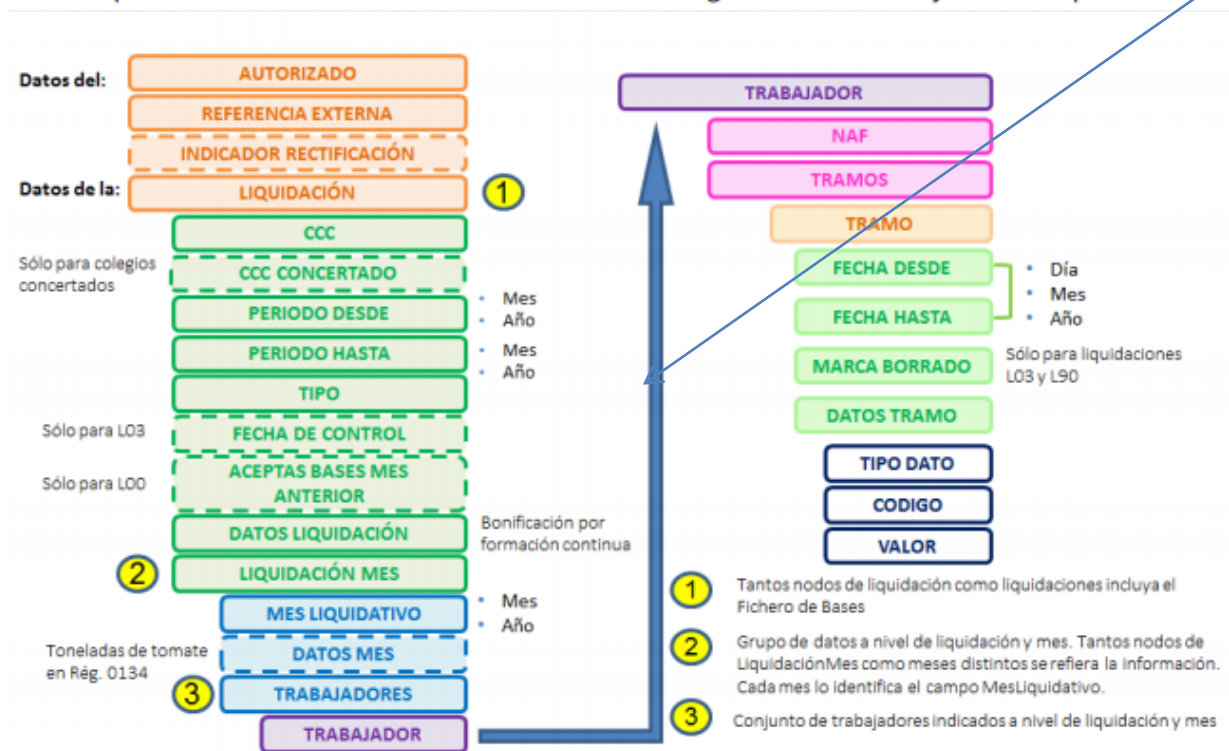 Datos del:
AUTORIZADO
REFERENCIA EXTERNA
INDICADOR RECTIFICACIÓN
Datos de la:
LIQUIDACIÓN
1
CCC
Sólo para colegios
concertados
CCC CONCERTADO
PERIODO DESDE
• Mes
• Año
PERIODO HASTA
• Mes
• Año
TIPO
Sólo para L03
FECHA DE CONTROL
Sólo para L00
ACEPTAS BASES MES
ANTERIOR
DATOS LIQUIDACIÓN
Bonificación por
formación continua
2
LIQUIDACIÓN MES
MES LIQUIDATIVO
• Mes
• Año
Toneladas de tomate
en Rég. 0134
DATOS MES
3
TRABAJADORES
TRABAJADOR
TRABAJADOR
NAF
TRAMOS
TRAMO
FECHA DESDE
• Día
• Mes
• Año
FECHA HASTA
MARCA BORRADO
Sólo para liquidaciones
L03 y L90
DATOS TRAMO
TIPO DATO
CODIGO
VALOR
1
Tantos nodos de liquidación como liquidaciones incluya el
Fichero de Bases
2
Grupo de datos a nivel de liquidación y mes. Tantos nodos de
LiquidaciónMes como meses distintos se refiera la información.
Cada mes lo identifica el campo MesLiquidativo.
3
Conjunto de trabajadores indicados a nivel de liquidación y mes